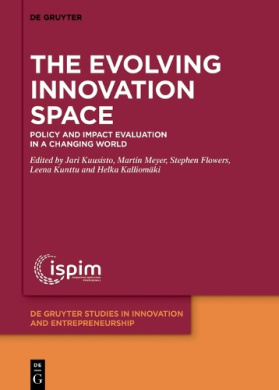 DE GRUYTER
THE EVOLVING
INNOVATION
SPACE
POLICY AND IMPACT EVALUATION
IN A CHANGING WORLD
Edited by Jari Kuusisto, Martin Meyer, Stephen Flowers,
Leena Kunttu and Helka Kalliomäki
ispim
DE GRUYTER STUDIES IN INNOVATION
AND ENTREPRENEURSHIP
DE
G